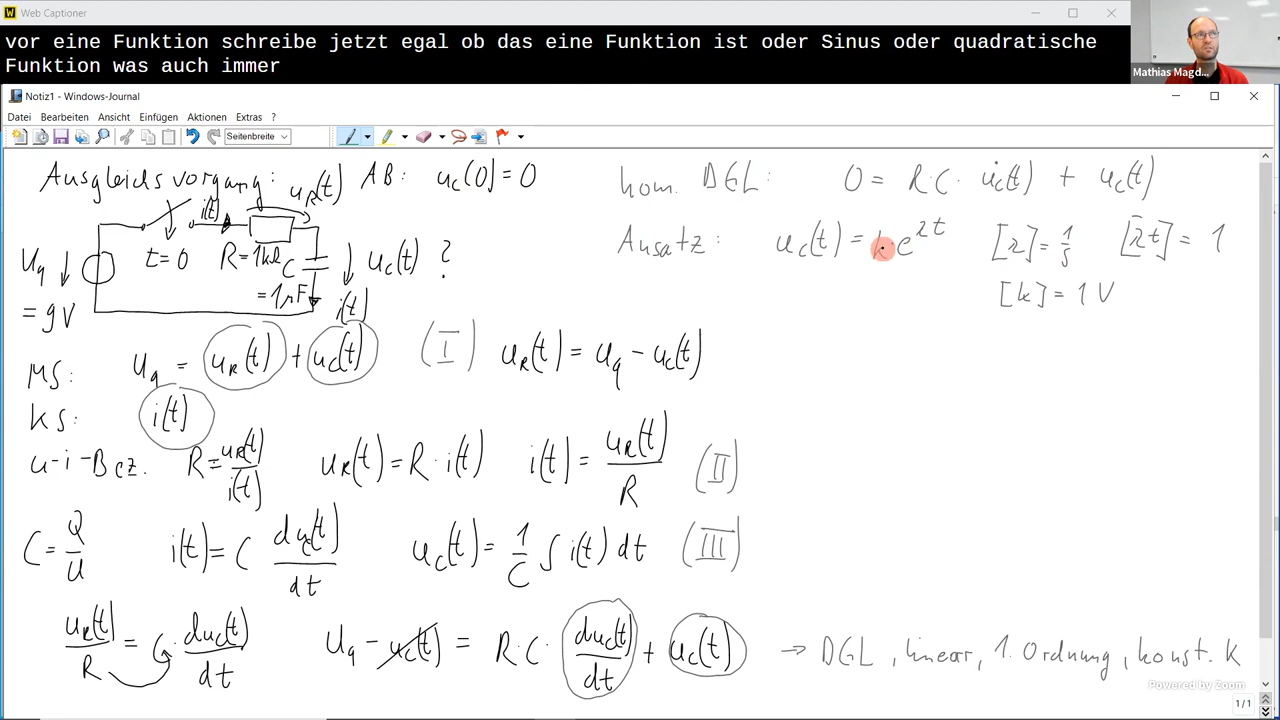 Web Captioner
vor eine Funktion schreibe jetzt egal ob das eine Funktion ist oder Sinus oder quadratische
Funktion was auch immer
Mathias Magd...
Notiz1 - Windows-Journal
Datei Bearbeiten Ansicht Einfügen Aktionen Extras ?
Seitenbreite
Ausgleichsvorgang: AB: u_C(0) = 0
u_R(t)
i(t)
U_q t=0 R=1kΩ C u_C(t) ?
= 9V =1µF i(t)
MS: U_q = u_R(t) + u_C(t) (I) u_R(t) = U_q - u_C(t)
KS: i(t)
u-i-Bez. R = u_R(t)/i(t) u_R(t) = R · i(t) i(t) = u_R(t)/R (II)
C = Q/U i(t) = C du_C(t)/dt u_C(t) = 1/C ∫ i(t) dt (III)
u_R(t)/R = C · du_C(t)/dt U_q - u_C(t) = R·C · du_C(t)/dt + u_C(t) → DGL, linear, 1. Ordnung, konst. K
hom. DGL: 0 = R·C· u̇_C(t) + u_C(t)
Ansatz: u_C(t) = k·e^λt [λ] = 1/s [λt] = 1
[k] = 1 V
Powered by Zoom
1/1